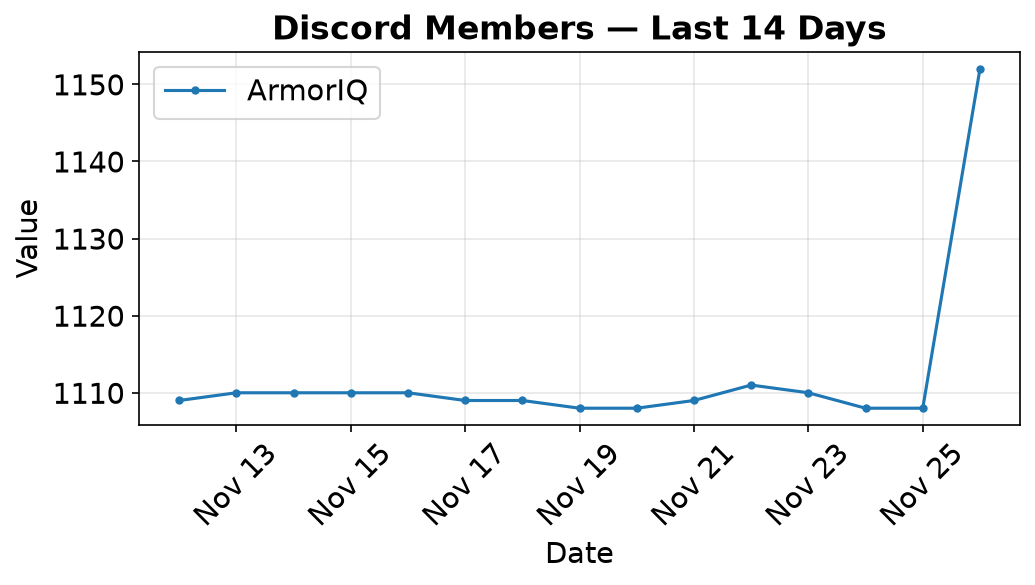 Discord Members — Last 14 Days
ArmorIQ
Value
1150
1140
1130
1120
1110
Nov 13
Nov 15
Nov 17
Nov 19
Nov 21
Nov 23
Nov 25
Date